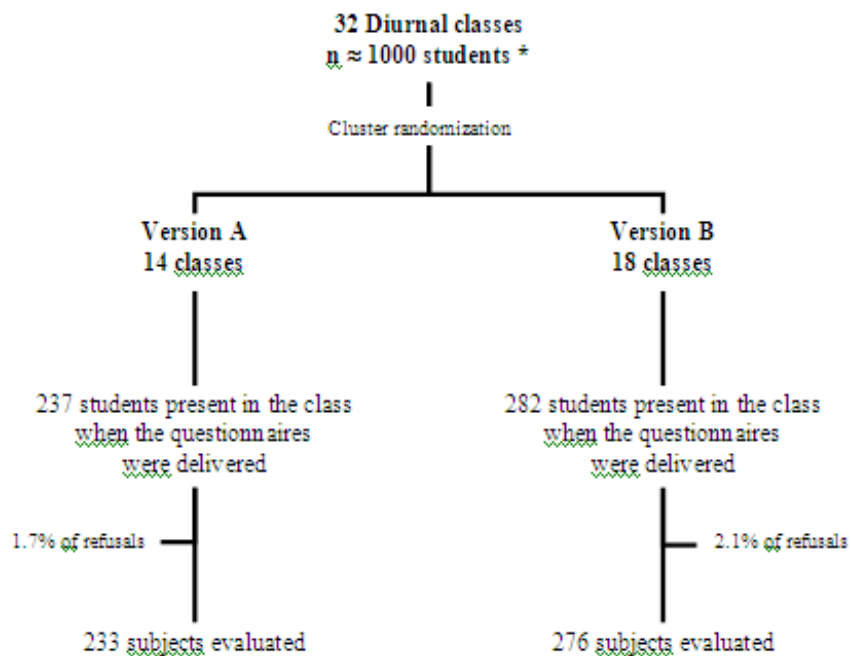 32 Diurnal classes
n ≈ 1000 students *
Cluster randomization
Version A
14 classes
Version B
18 classes
237 students present in the class
when the questionnaires
were delivered
282 students present in the class
when the questionnaires
were delivered
1.7% of refusals
2.1% of refusals
233 subjects evaluated
276 subjects evaluated